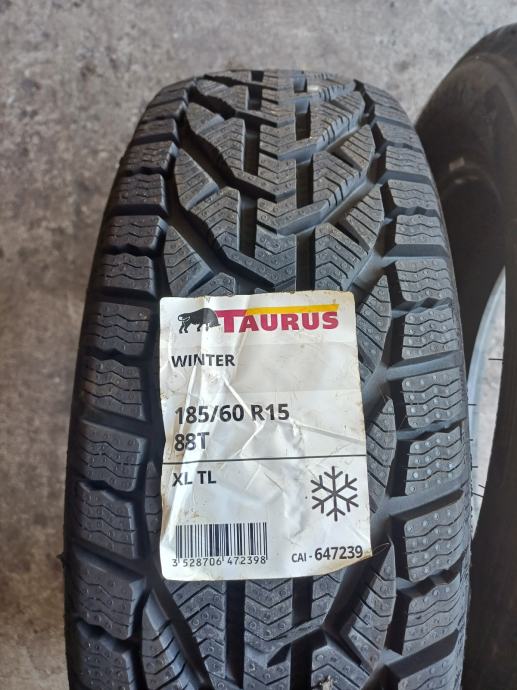 TAURUS
WINTER
185/60 R15
88T
XL TL
3 528706 472398
CAI - 647239